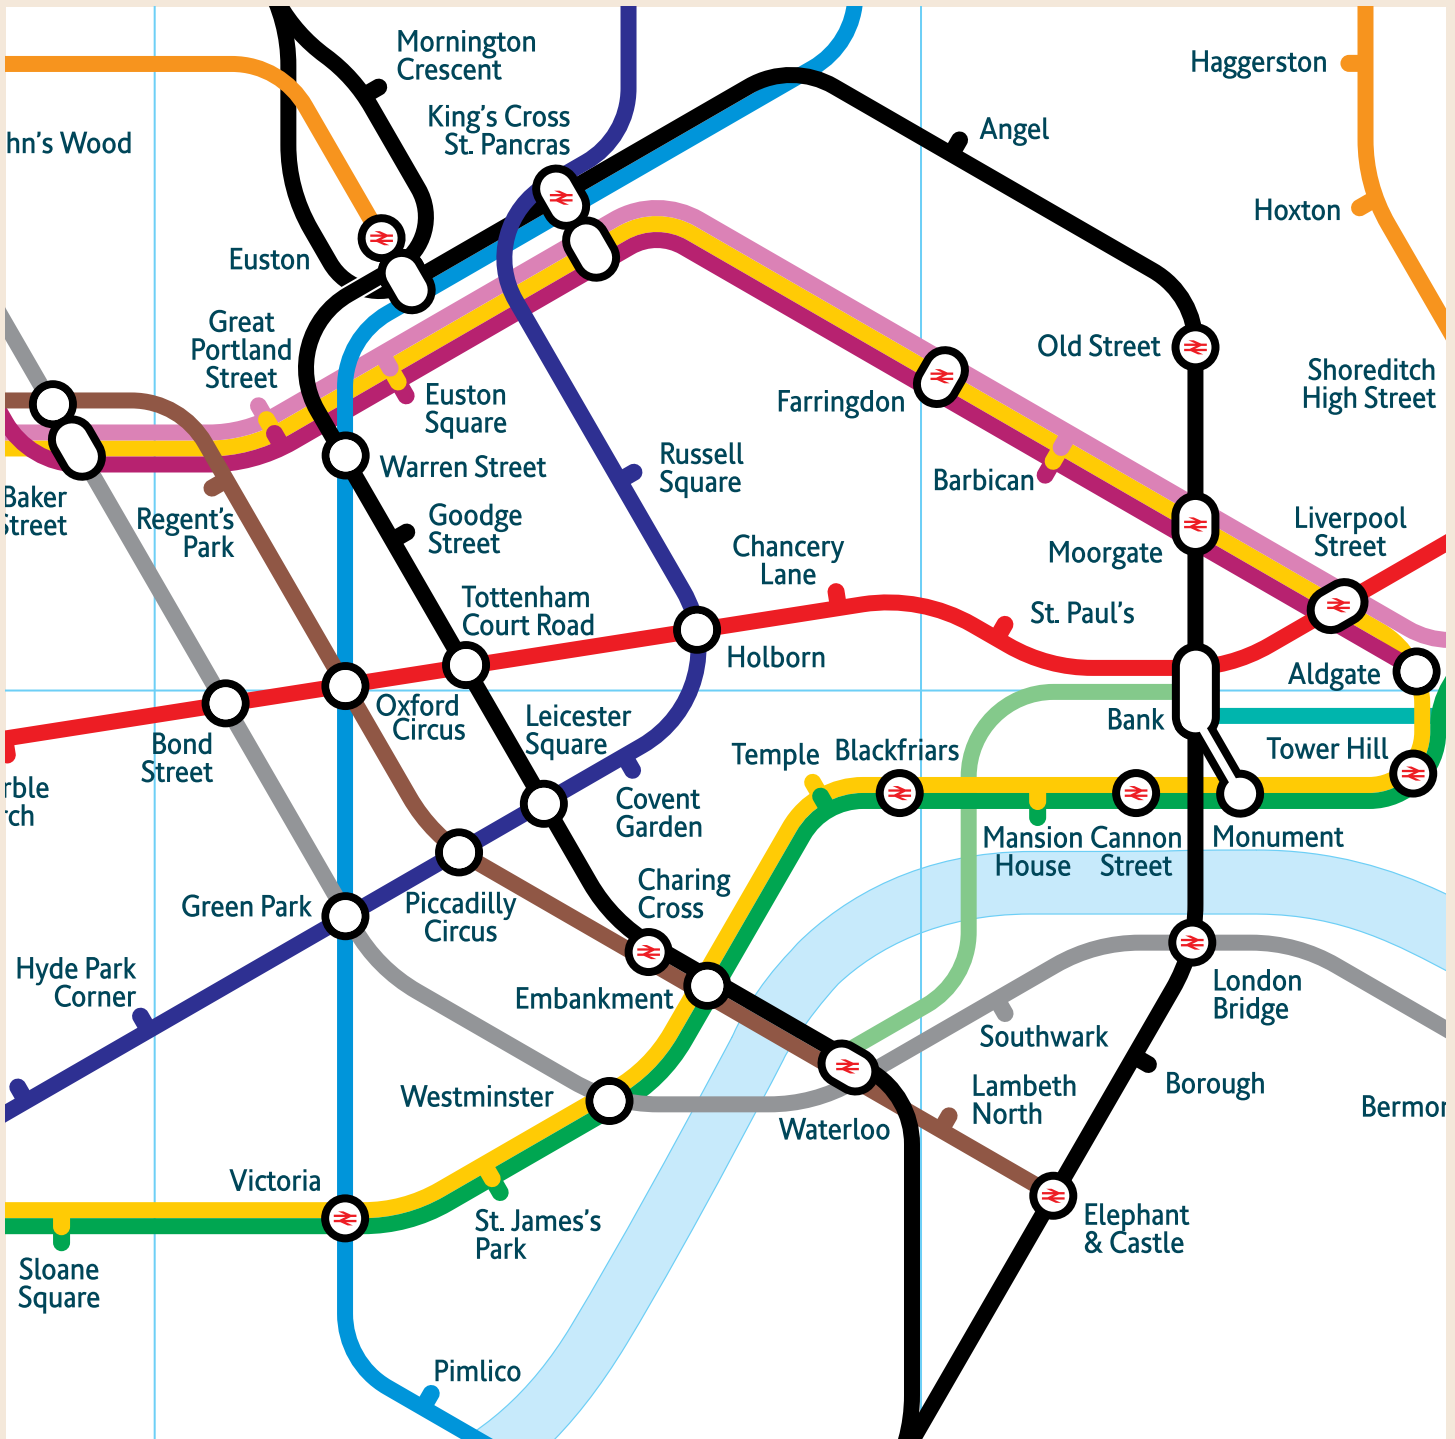 Mornington
Crescent
Haggerston
King's Cross
St. Pancras
Angel
hn's Wood
Hoxton
Euston
Great
Portland
Street
Old Street
Shoreditch
High Street
Euston
Square
Farringdon
Warren Street
Russell
Square
Barbican
Baker
Street
Regent's
Park
Goodge
Street
Liverpool
Street
Chancery
Lane
Moorgate
Tottenham
Court Road
St. Paul's
Holborn
Aldgate
Oxford
Circus
Leicester
Square
Bank
Bond
Street
Temple
Blackfriars
Tower Hill
rble
rch
Covent
Garden
Mansion
House
Cannon
Street
Monument
Charing
Cross
Green Park
Piccadilly
Circus
Hyde Park
Corner
Embankment
London
Bridge
Southwark
Westminster
Lambeth
North
Borough
Bermor
Waterloo
Victoria
St. James's
Park
Elephant
& Castle
Sloane
Square
Pimlico